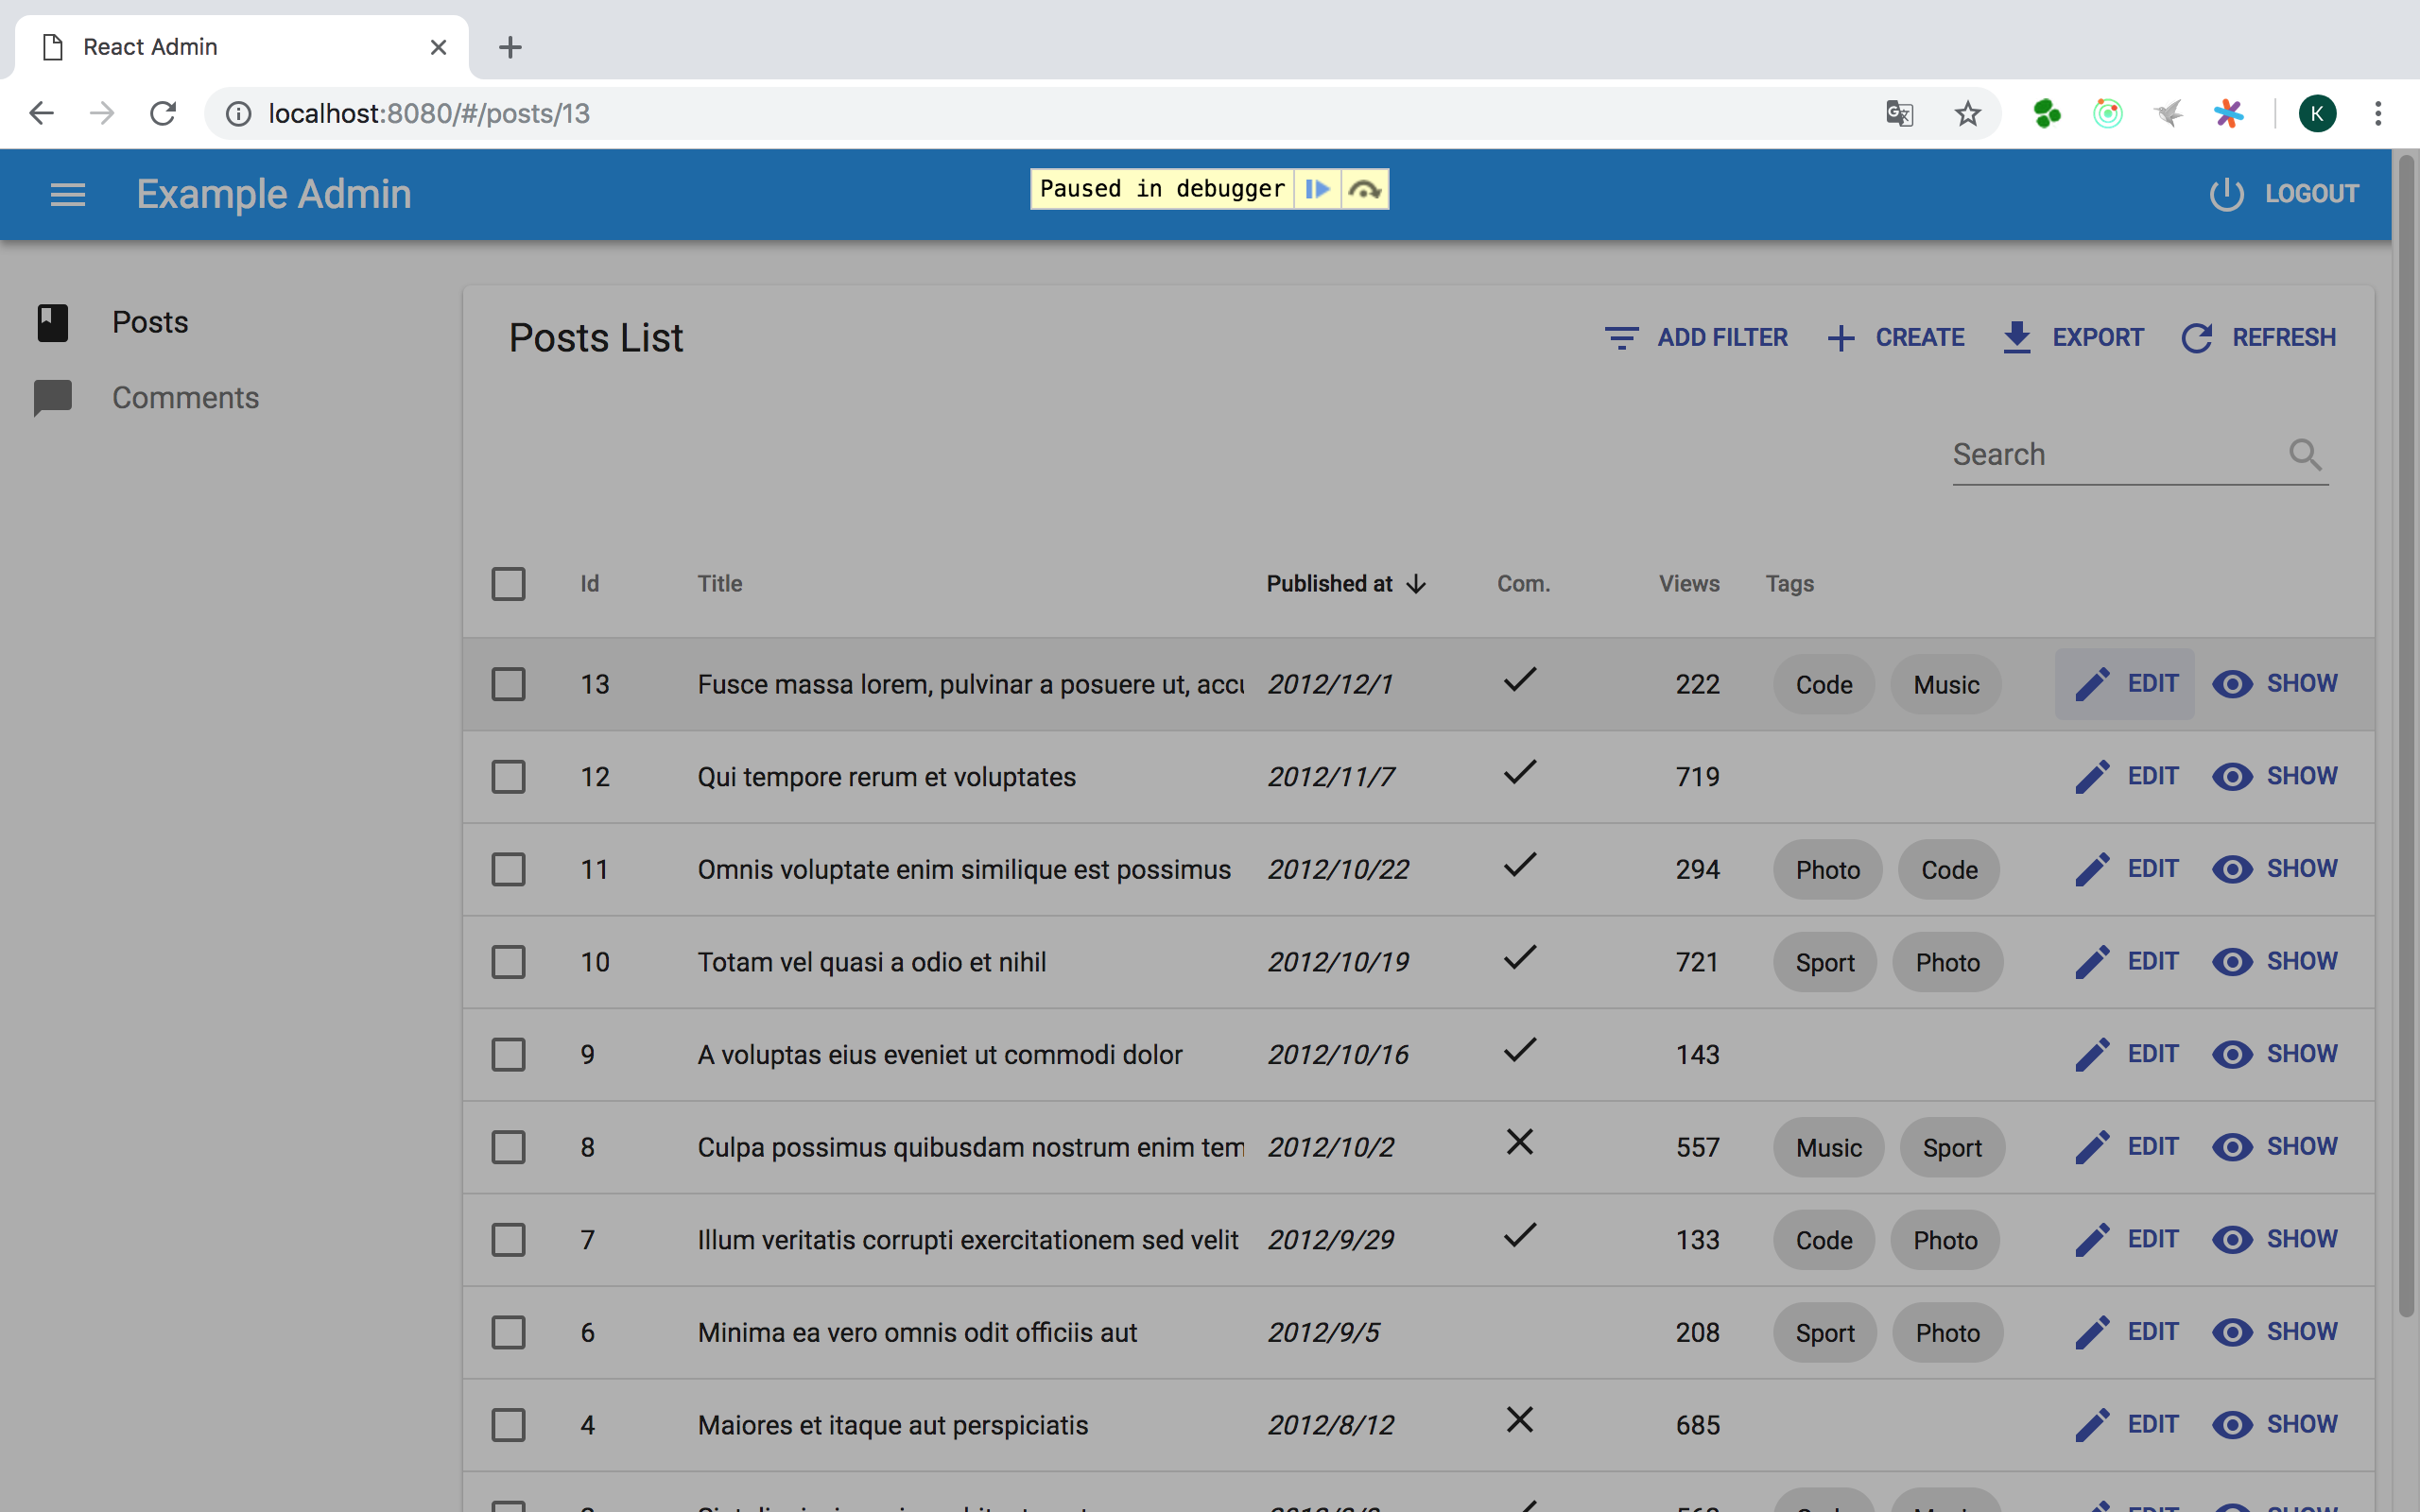 React Admin
localhost:8080/#/posts/13
K
Example Admin
Paused in debugger
LOGOUT
Posts
Comments
Posts List
ADD FILTER
CREATE
EXPORT
REFRESH
Search
Id Title Published at Com. Views Tags
13 Fusce massa lorem, pulvinar a posuere ut, accu 2012/12/1 222 Code Music EDIT SHOW
12 Qui tempore rerum et voluptates 2012/11/7 719 EDIT SHOW
11 Omnis voluptate enim similique est possimus 2012/10/22 294 Photo Code EDIT SHOW
10 Totam vel quasi a odio et nihil 2012/10/19 721 Sport Photo EDIT SHOW
9 A voluptas eius eveniet ut commodi dolor 2012/10/16 143 EDIT SHOW
8 Culpa possimus quibusdam nostrum enim tem 2012/10/2 557 Music Sport EDIT SHOW
7 Illum veritatis corrupti exercitationem sed velit 2012/9/29 133 Code Photo EDIT SHOW
6 Minima ea vero omnis odit officiis aut 2012/9/5 208 Sport Photo EDIT SHOW
4 Maiores et itaque aut perspiciatis 2012/8/12 685 EDIT SHOW